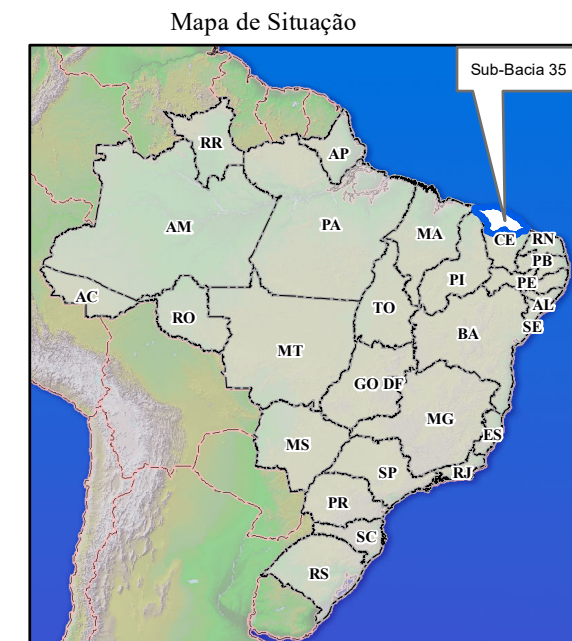 Mapa de Situação
Sub-Bacia 35
RR
AP
AM
PA
MA
CE
RN
PB
PI
PE
AC
TO
AL
RO
SE
BA
MT
GO DF
MG
ES
MS
SP
RJ
PR
SC
RS